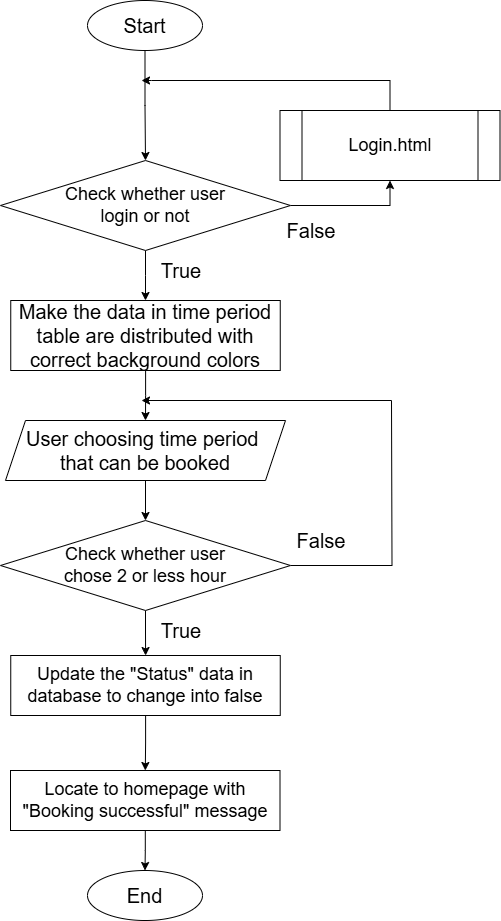 Start
Login.html
Check whether user
login or not
False
True
Make the data in time period
table are distributed with
correct background colors
User choosing time period
that can be booked
False
Check whether user
chose 2 or less hour
True
Update the "Status" data in
database to change into false
Locate to homepage with
"Booking successful" message
End